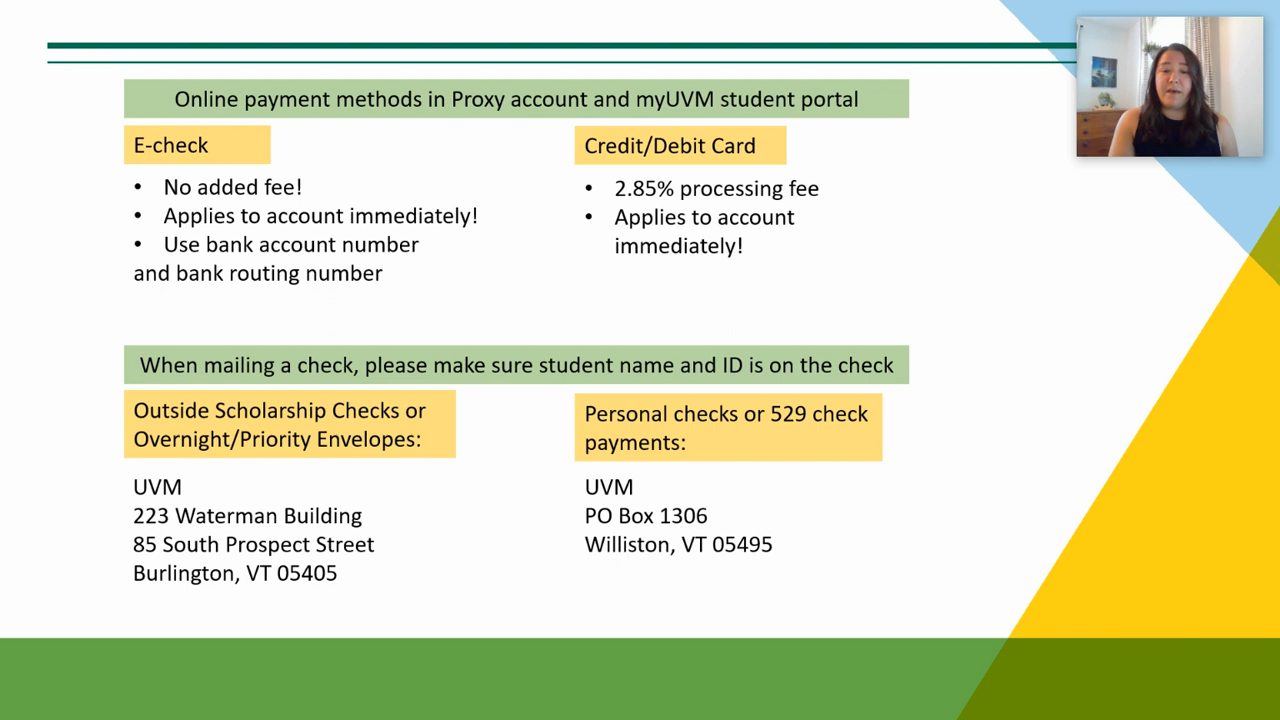 Online payment methods in Proxy account and myUVM student portal
E-check
• No added fee!
• Applies to account immediately!
• Use bank account number
and bank routing number
Credit/Debit Card
• 2.85% processing fee
• Applies to account
immediately!
When mailing a check, please make sure student name and ID is on the check
Outside Scholarship Checks or
Overnight/Priority Envelopes:
UVM
223 Waterman Building
85 South Prospect Street
Burlington, VT 05405
Personal checks or 529 check
payments:
UVM
PO Box 1306
Williston, VT 05495